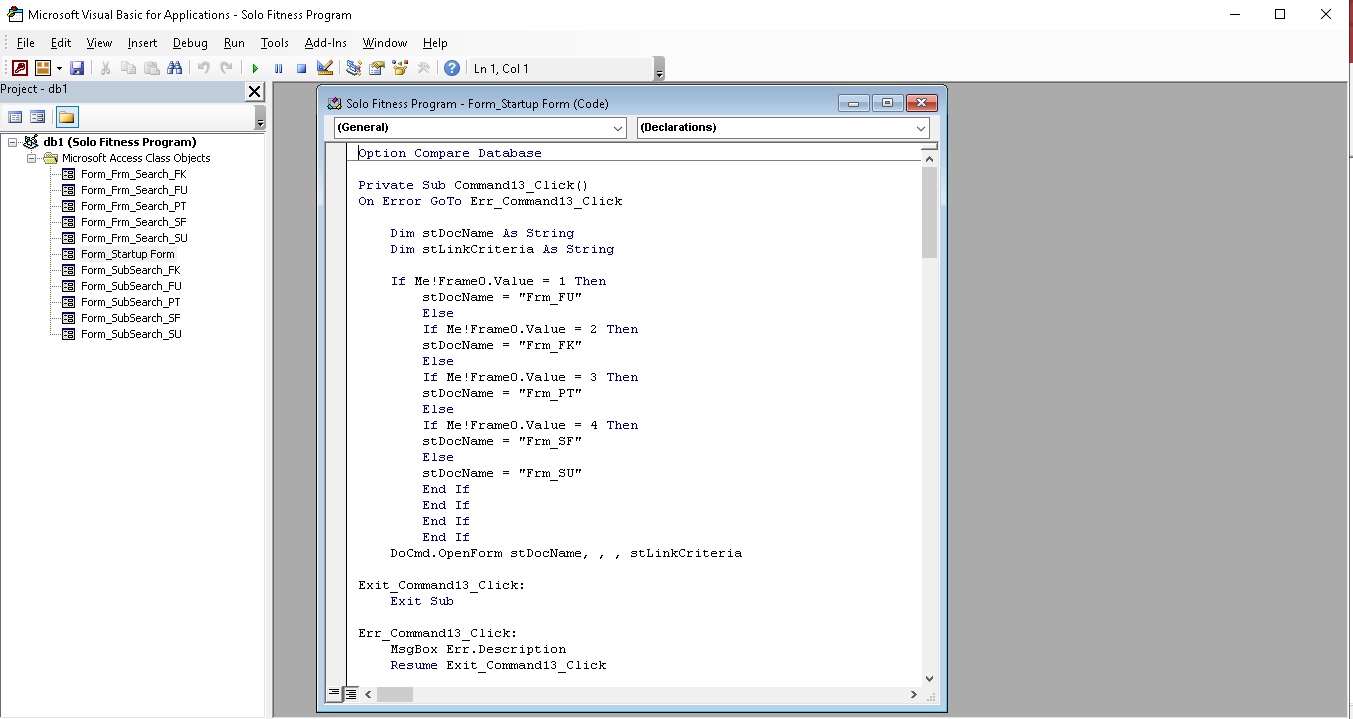 Microsoft Visual Basic for Applications - Solo Fitness Program
File Edit View Insert Debug Run Tools Add-Ins Window Help
Ln 1, Col 1
Project - db1
db1 (Solo Fitness Program)
Microsoft Access Class Objects
Form_Frm_Search_FK
Form_Frm_Search_FU
Form_Frm_Search_PT
Form_Frm_Search_SF
Form_Frm_Search_SU
Form_Startup Form
Form_SubSearch_FK
Form_SubSearch_FU
Form_SubSearch_PT
Form_SubSearch_SF
Form_SubSearch_SU
Solo Fitness Program - Form_Startup Form (Code)
(General) (Declarations)
Option Compare Database
Private Sub Command13_Click()
On Error GoTo Err_Command13_Click
Dim stDocName As String
Dim stLinkCriteria As String
If Me!Frame0.Value = 1 Then
stDocName = "Frm_FU"
Else
If Me!Frame0.Value = 2 Then
stDocName = "Frm_FK"
Else
If Me!Frame0.Value = 3 Then
stDocName = "Frm_PT"
Else
If Me!Frame0.Value = 4 Then
stDocName = "Frm_SF"
Else
stDocName = "Frm_SU"
End If
End If
End If
End If
DoCmd.OpenForm stDocName, , , stLinkCriteria
Exit_Command13_Click:
Exit Sub
Err_Command13_Click:
MsgBox Err.Description
Resume Exit_Command13_Click